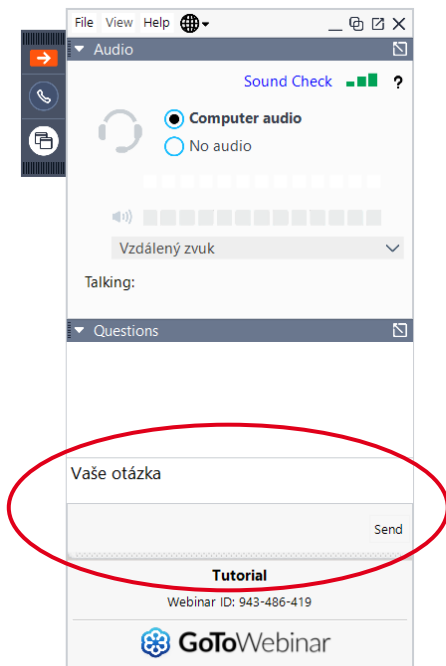 File View Help
Audio
Sound Check ?
Computer audio
No audio
Vzdálený zvuk
Talking:
Questions
Vaše otázka
Send
Tutorial
Webinar ID: 943-486-419
GoToWebinar